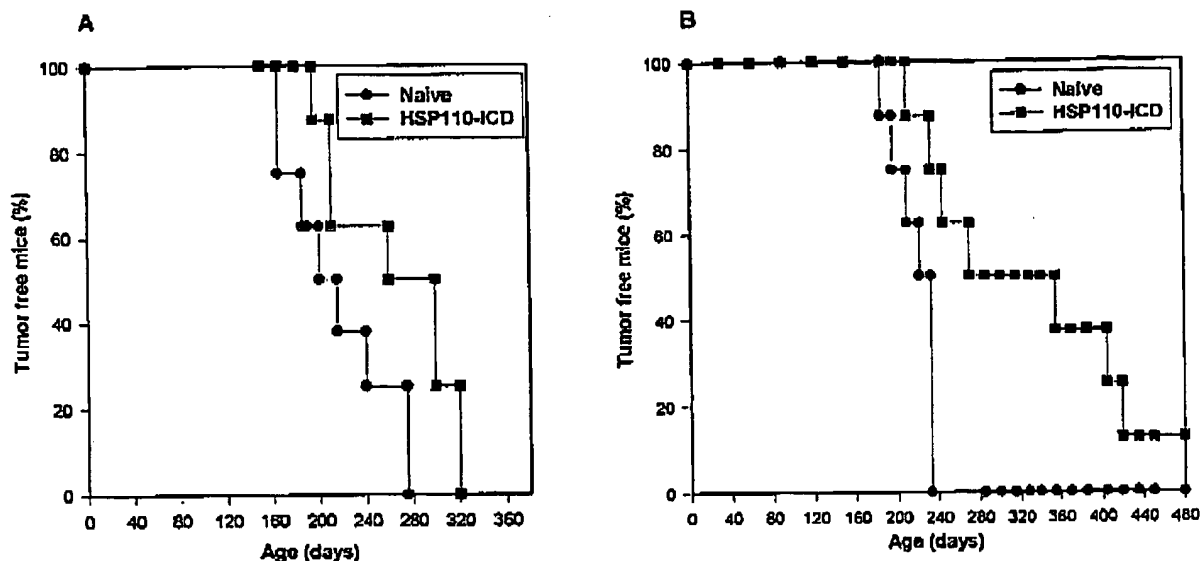 A
Tumor free mice (%)
100
80
60
40
20
0
Naive
HSP110-ICD
0 40 80 120 160 200 240 280 320 360
Age (days)
B
Tumor free mice (%)
100
80
60
40
20
0
Naive
HSP110-ICD
0 40 80 120 160 200 240 280 320 360 400 440 480
Age (days)